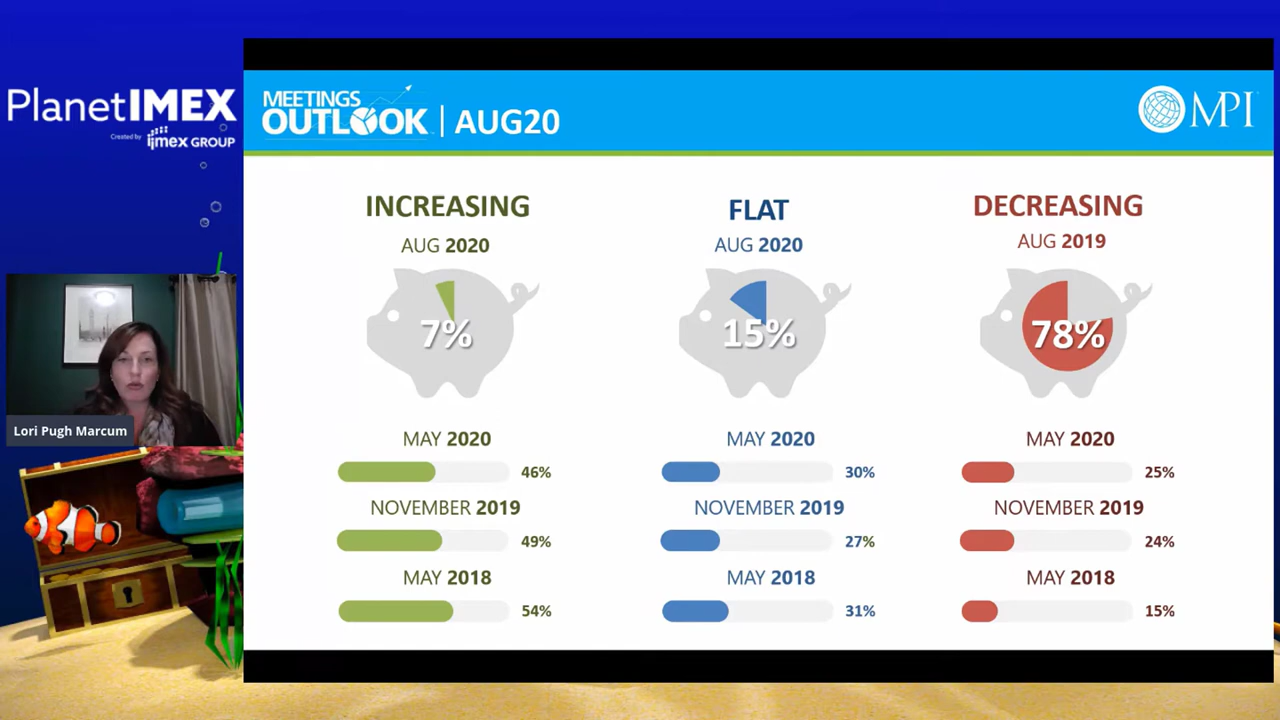 PlanetIMEX
Created by imex GROUP
Lori Pugh Marcum
MEETINGS
OUTLOOK | AUG20
MPI
INCREASING
AUG 2020
7%
MAY 2020
46%
NOVEMBER 2019
49%
MAY 2018
54%
FLAT
AUG 2020
15%
MAY 2020
30%
NOVEMBER 2019
27%
MAY 2018
31%
DECREASING
AUG 2019
78%
MAY 2020
25%
NOVEMBER 2019
24%
MAY 2018
15%